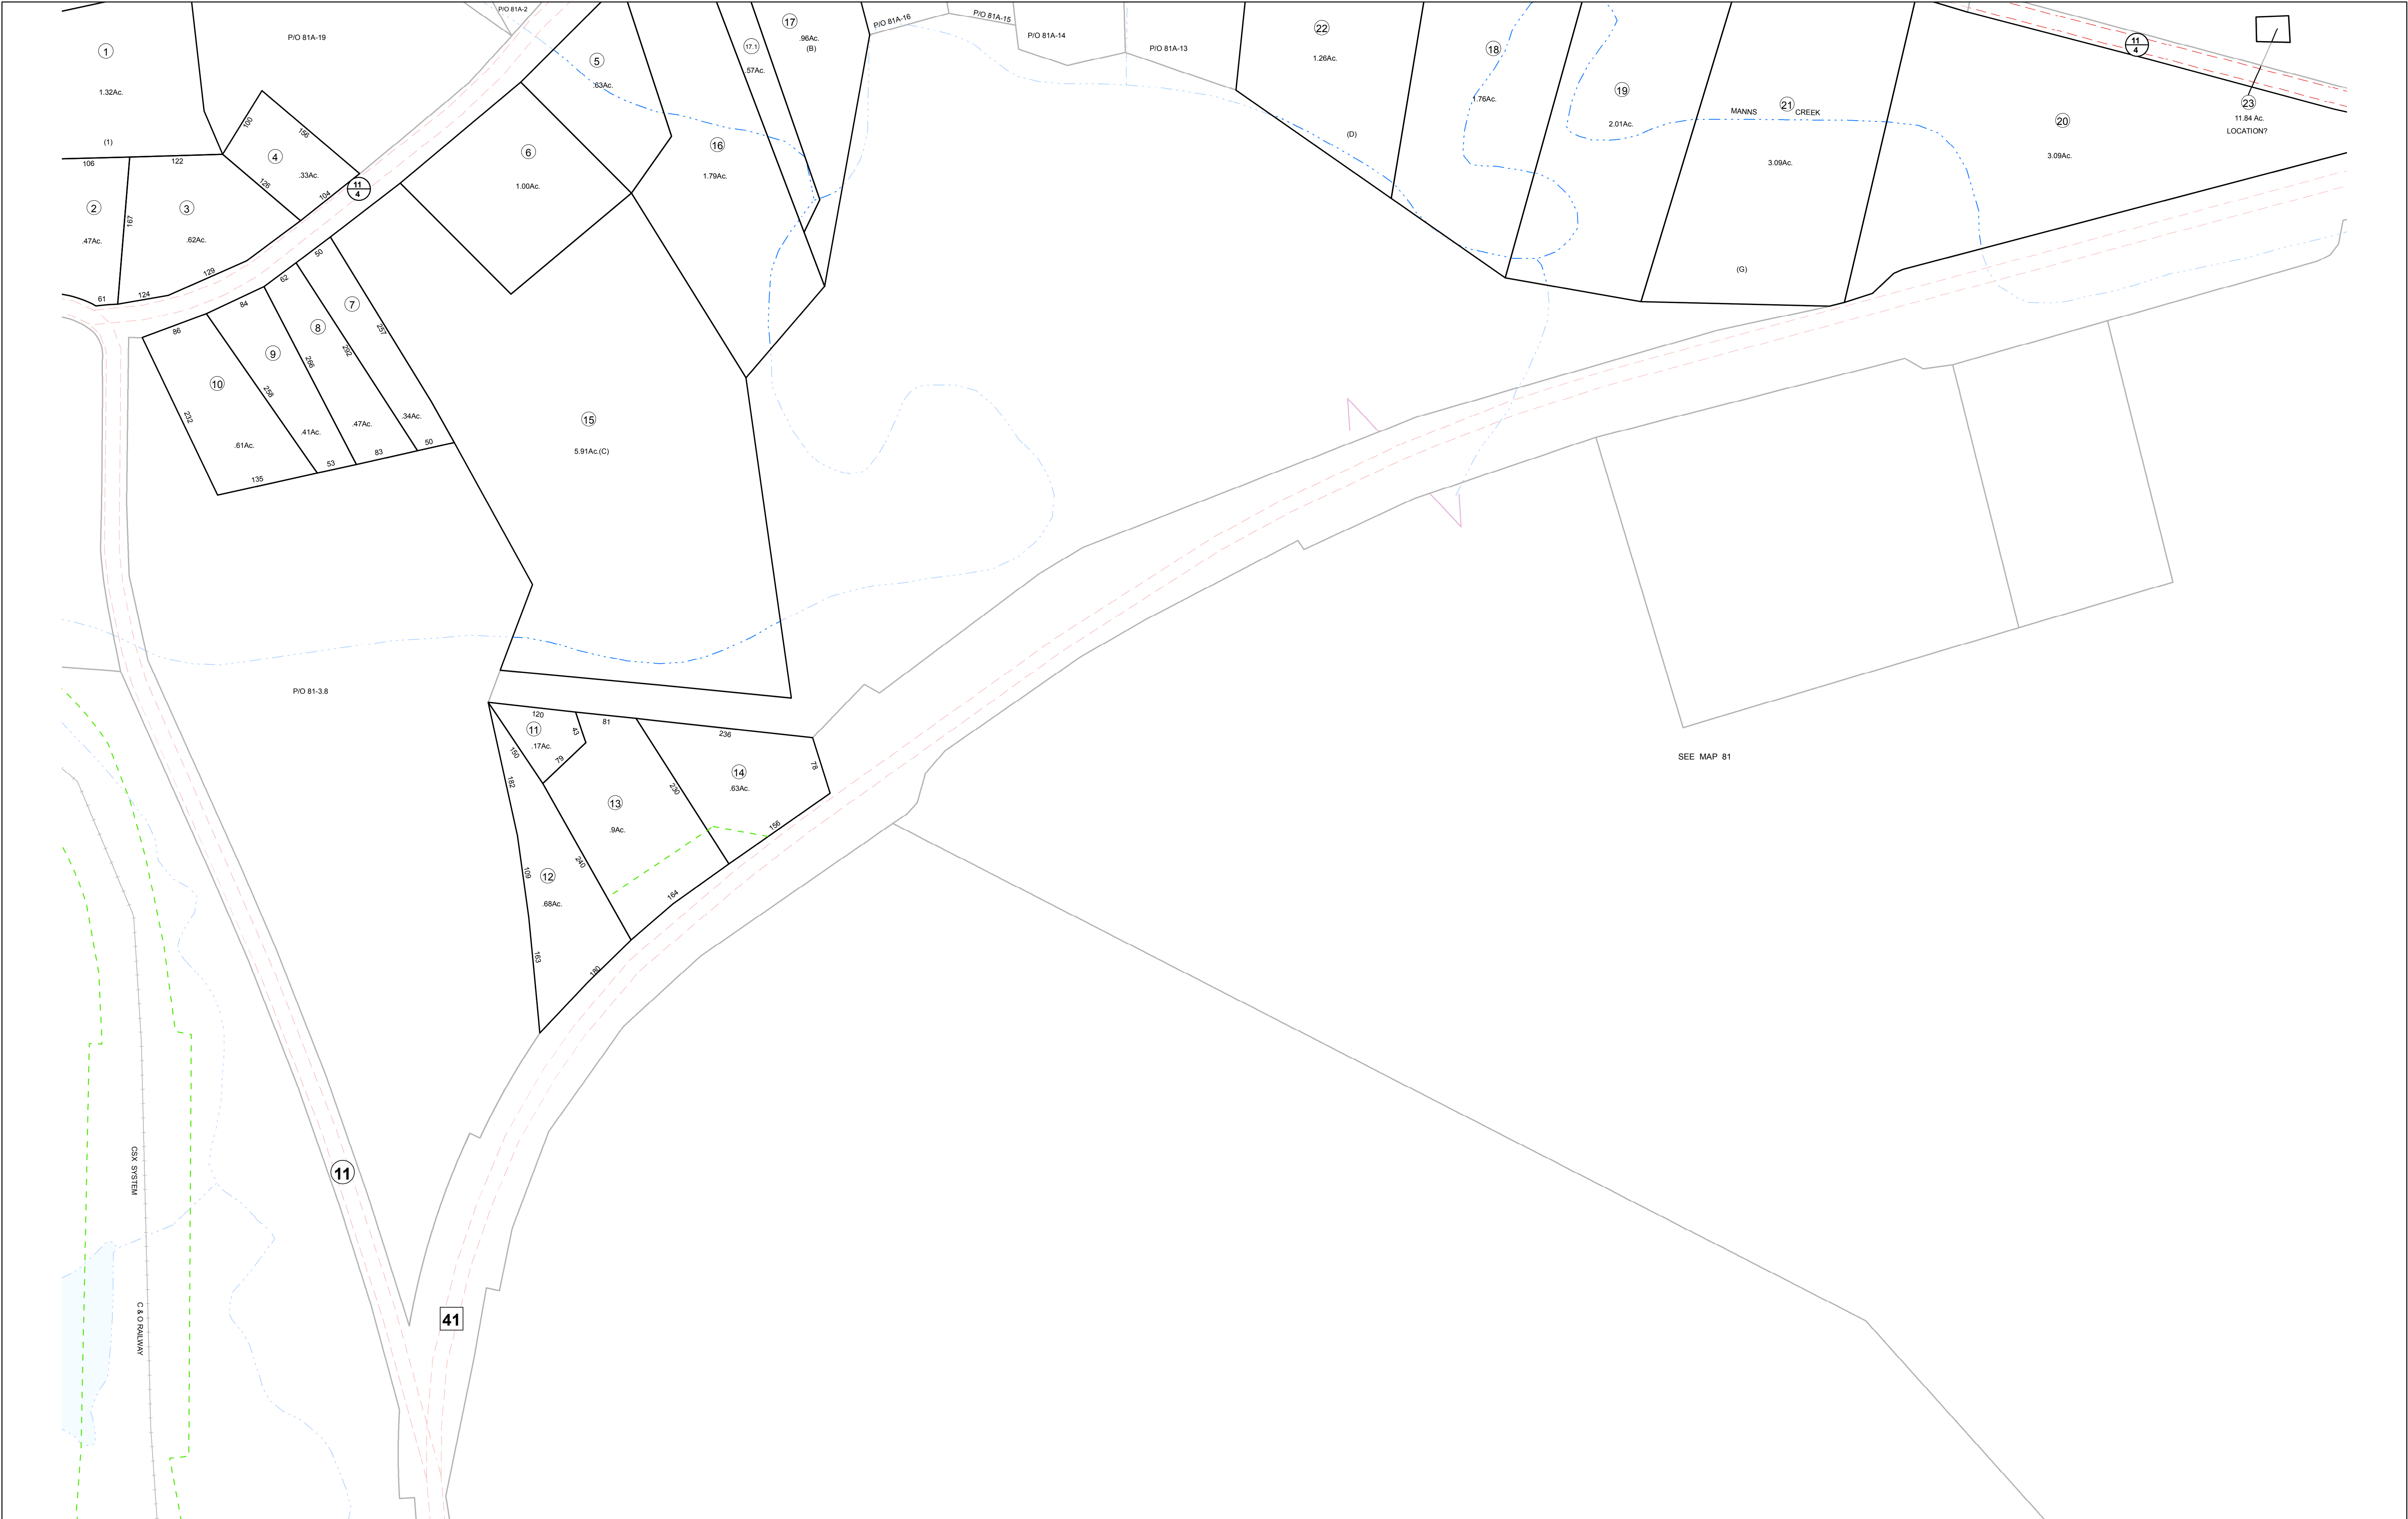 P/O 81A-2
17
P/O 81A-16
P/O 81A-15
1
P/O 81A-19
.96Ac.
(B)
P/O 81A-14
22
P/O 81A-13
18
11
4
17.1
5
1.26Ac.
.57Ac.
.63Ac.
1.32Ac.
1.76Ac.
19
21
23
MANNS CREEK
11.84 Ac.
LOCATION?
2.01Ac.
20
100
156
(D)
(1)
16
6
3.09Ac.
3.09Ac.
106
122
4
.33Ac.
1.79Ac.
126
104
11
4
1.00Ac.
2
167
3
.47Ac.
.62Ac.
50
(G)
129
62
61
124
84
7
86
8
257
9
292
266
10
258
232
15
.34Ac.
.47Ac.
.41Ac.
.61Ac.
50
5.91Ac.(C)
83
53
135
P/O 81-3.8
120
81
11
43
236
.17Ac.
150
79
78
SEE MAP 81
182
14
230
.63Ac.
13
.9Ac.
156
240
109
12
164
.68Ac.
163
180
CSX SYSTEM
11
C & O RAILWAY
41